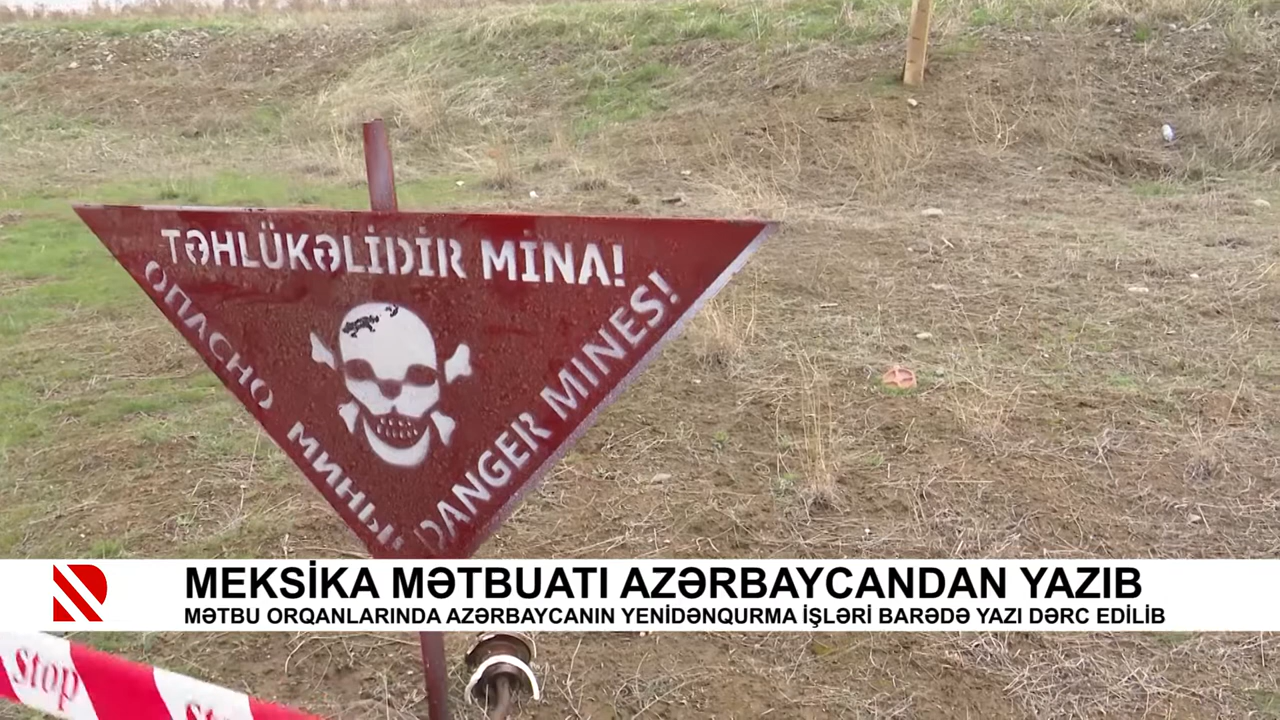 TƏHLÜKƏLİDİR MİNA!
ОПАСНО МИНЫ!
DANGER MINES!
MEKSİKA MƏTBUATI AZƏRBAYCANDAN YAZIB
MƏTBU ORQANLARINDA AZƏRBAYCANIN YENİDƏNQURMA İŞLƏRİ BARƏDƏ YAZI DƏRC EDİLİB
Stop